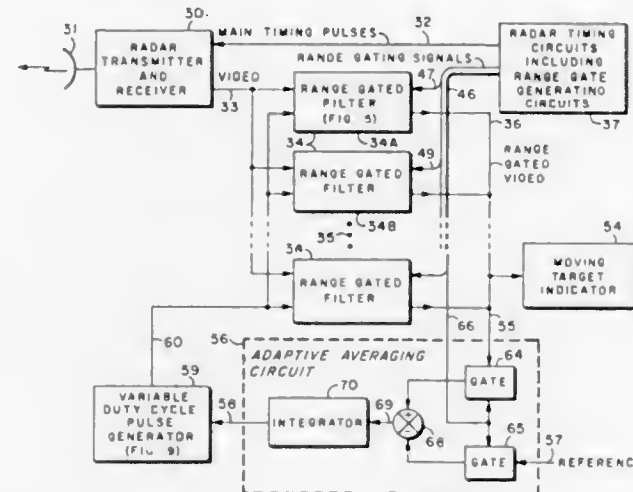 30.
31
RADAR
TRANSMITTER
AND
RECEIVER
MAIN TIMING PULSES
32
RANGE GATING SIGNALS
RADAR TIMING
CIRCUITS
INCLUDING
RANGE GATE
GENERATING
CIRCUITS
37
VIDEO
33
RANGE GATED
FILTER
(FIG. 5)
47
46
36
34
34A
49
RANGE
GATED
VIDEO
RANGE GATED
FILTER
34B
35
34
RANGE GATED
FILTER
54
MOVING
TARGET
INDICATOR
60
56
66
55
ADAPTIVE AVERAGING
CIRCUIT
64
GATE
59
VARIABLE
DUTY CYCLE
PULSE
GENERATOR
(FIG. 9)
58
70
INTEGRATOR
69
68
65
GATE
57
REFERENCE